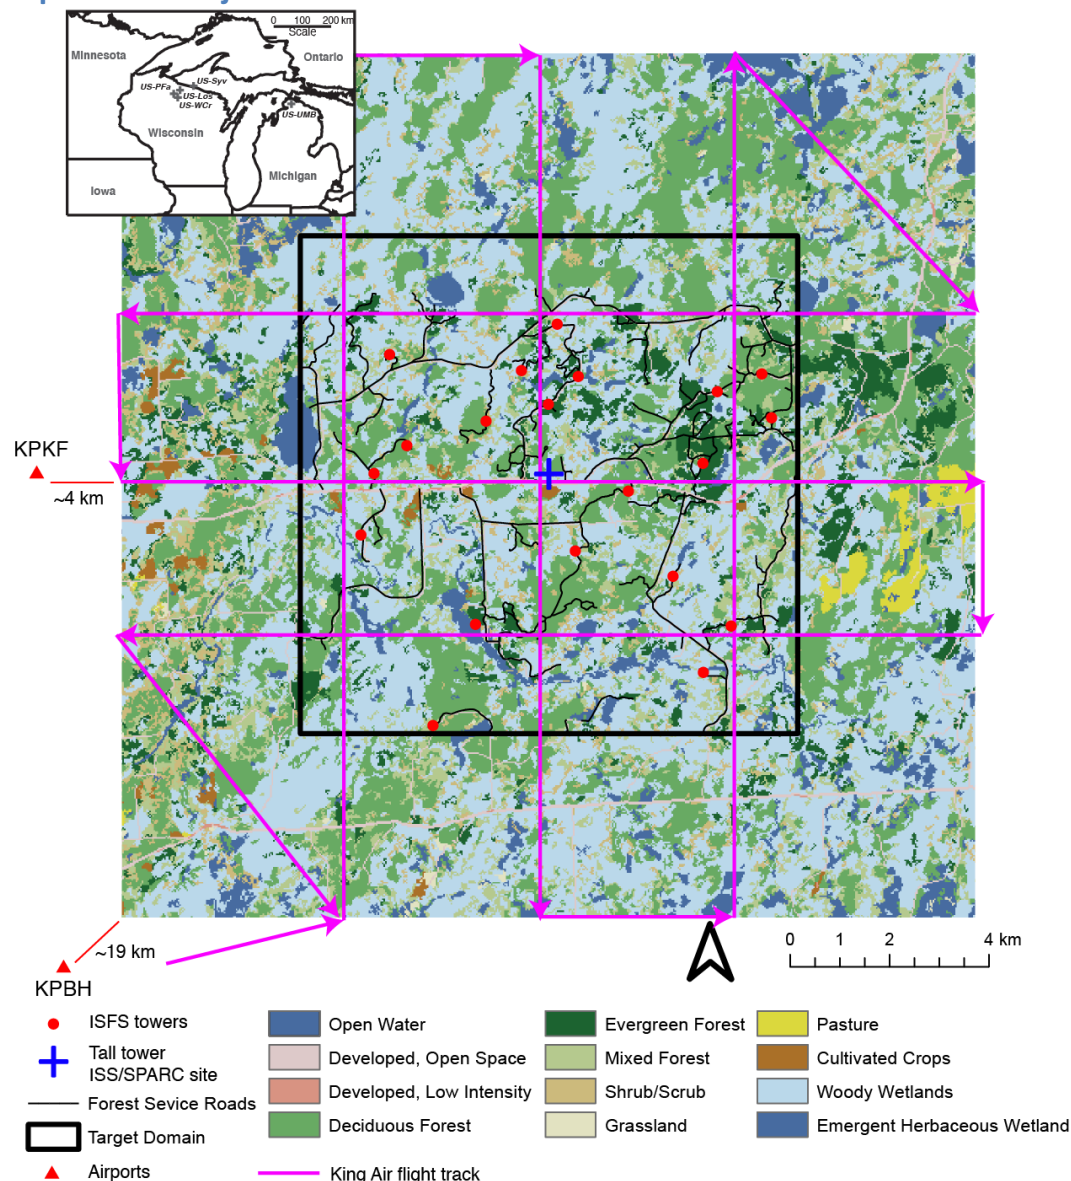 0 100 200 km
Scale
Minnesota
Ontario
US-Syv
US-PFa
US-Los
US-WCr
US-UMB
Wisconsin
Michigan
Iowa
KPKF
~4 km
~19 km
KPBH
0 1 2 4 km
ISFS towers
Tall tower
ISS/SPARC site
Forest Sevice Roads
Target Domain
Airports
Open Water
Developed, Open Space
Developed, Low Intensity
Deciduous Forest
King Air flight track
Evergreen Forest
Mixed Forest
Shrub/Scrub
Grassland
Pasture
Cultivated Crops
Woody Wetlands
Emergent Herbaceous Wetland